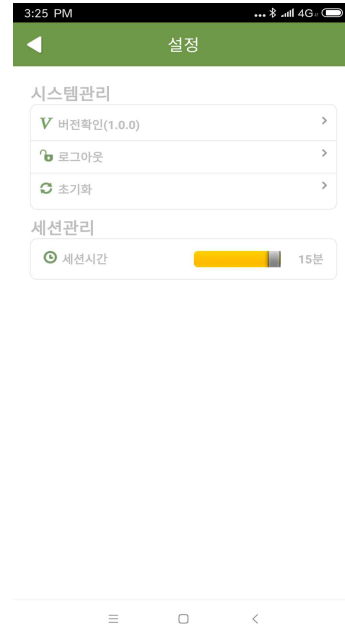 3:25 PM 4G
설정
시스템관리
V 버전확인(1.0.0)
로그아웃
초기화
세션관리
세션시간 15분